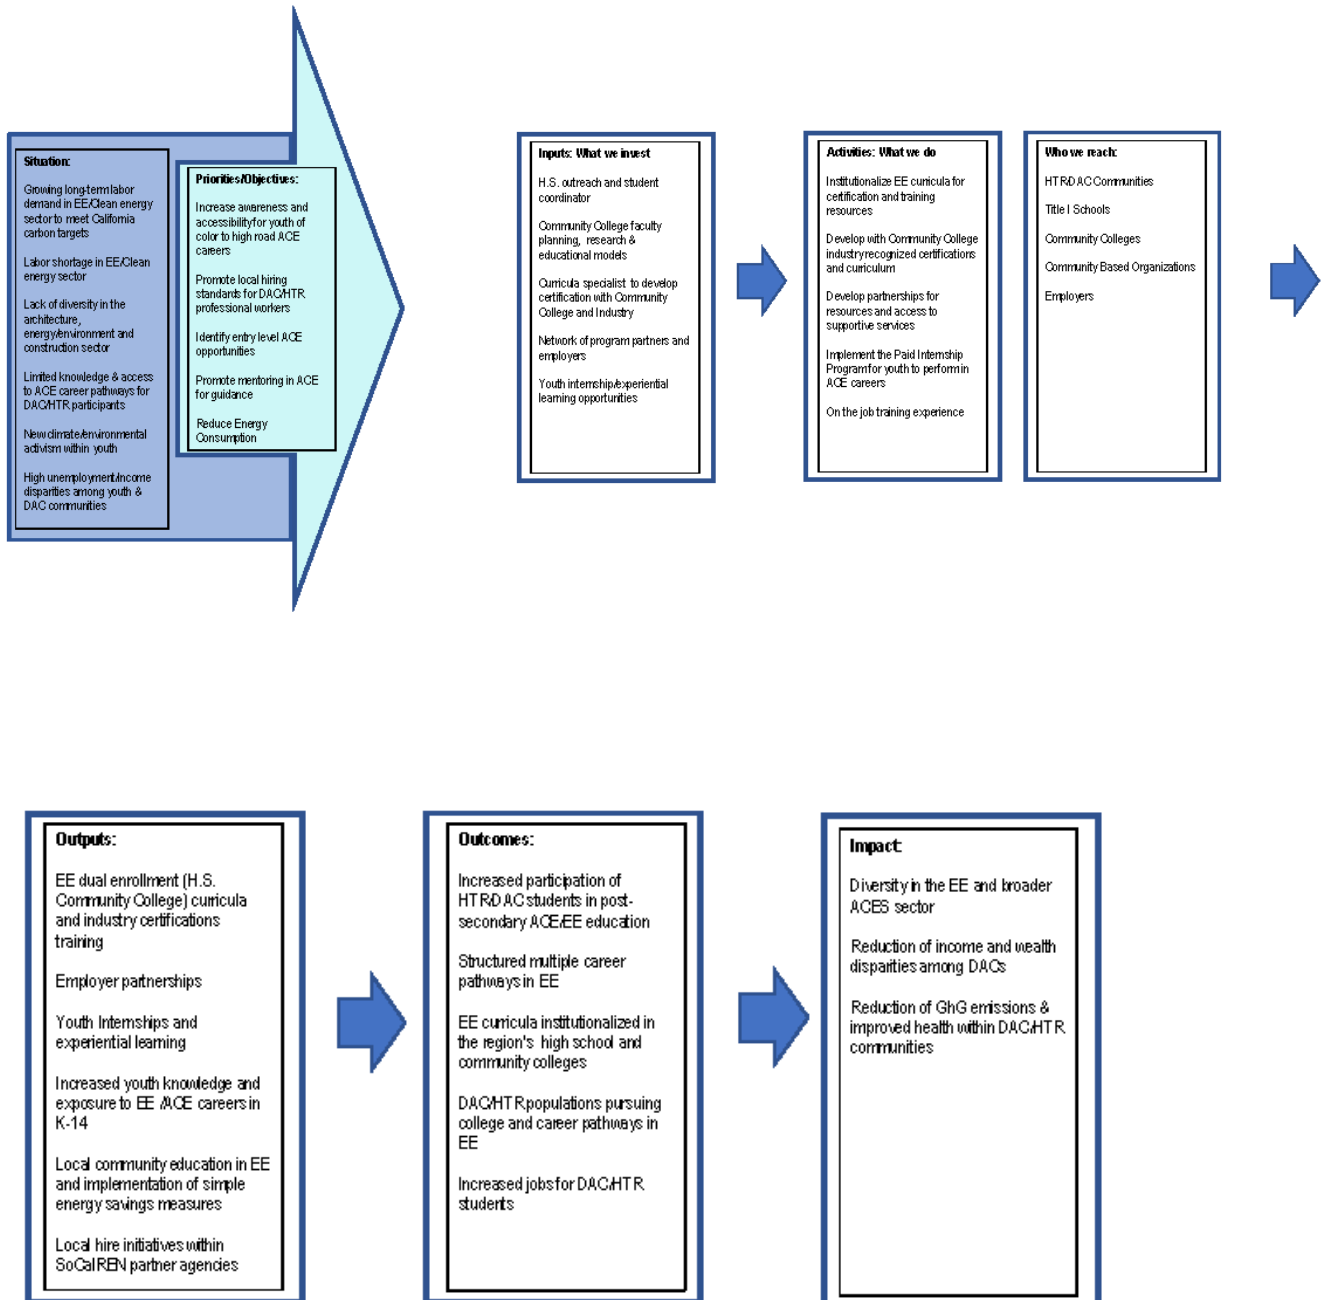 Situation:
Growing long-term labor
demand in EE/Clean energy
sector to meet California
carbon targets
Labor shortage in EE/Clean
energy sector
Lack of diversity in the
architecture,
energy/environment and
construction sector
Limited knowledge & access
to ACE career pathways for
DAC/HTR participants
New climate/environmental
activism within youth
High unemployment/income
disparities among youth &
DAC communities
Priorities/Objectives:
Increase awareness and
accessibility for youth of
color to high road ACE
careers
Promote local hiring
standards for DAC/HTR
professional workers
Identify entry level ACE
opportunities
Promote mentoring in ACE
for guidance
Reduce Energy
Consumption
Inputs: What we invest
H.S. outreach and student
coordinator
Community College faculty
planning, research &
educational models
Curricula specialist to develop
certification with Community
College and Industry
Network of program partners and
employers
Youth internship/experiential
learning opportunities
Activities: What we do
Institutionalize EE curricula for
certification and training
resources
Develop with Community College
industry recognized certifications
and curriculum
Develop partnerships for
resources and access to
supportive services
Implement the Paid Internship
Program for youth to perform in
ACE careers
On the job training experience
Who we reach:
HTR/DAC Communities
Title I Schools
Community Colleges
Community Based Organizations
Employers
Outputs:
EE dual enrollment (H.S.
Community College) curricula
and industry certifications
training
Employer partnerships
Youth Internships and
experiential learning
Increased youth knowledge and
exposure to EE /ACE careers in
K-14
Local community education in EE
and implementation of simple
energy savings measures
Local hire initiatives within
SoCalREN partner agencies
Outcomes:
Increased participation of
HTR/DAC students in post-
secondary ACE/EE education
Structured multiple career
pathways in EE
EE curricula institutionalized in
the region's high school and
community colleges
DAC/HTR populations pursuing
college and career pathways in
EE
Increased jobs for DAC/HTR
students
Impact:
Diversity in the EE and broader
ACES sector
Reduction of income and wealth
disparities among DACs
Reduction of GhG emissions &
improved health within DAC/HTR
communities